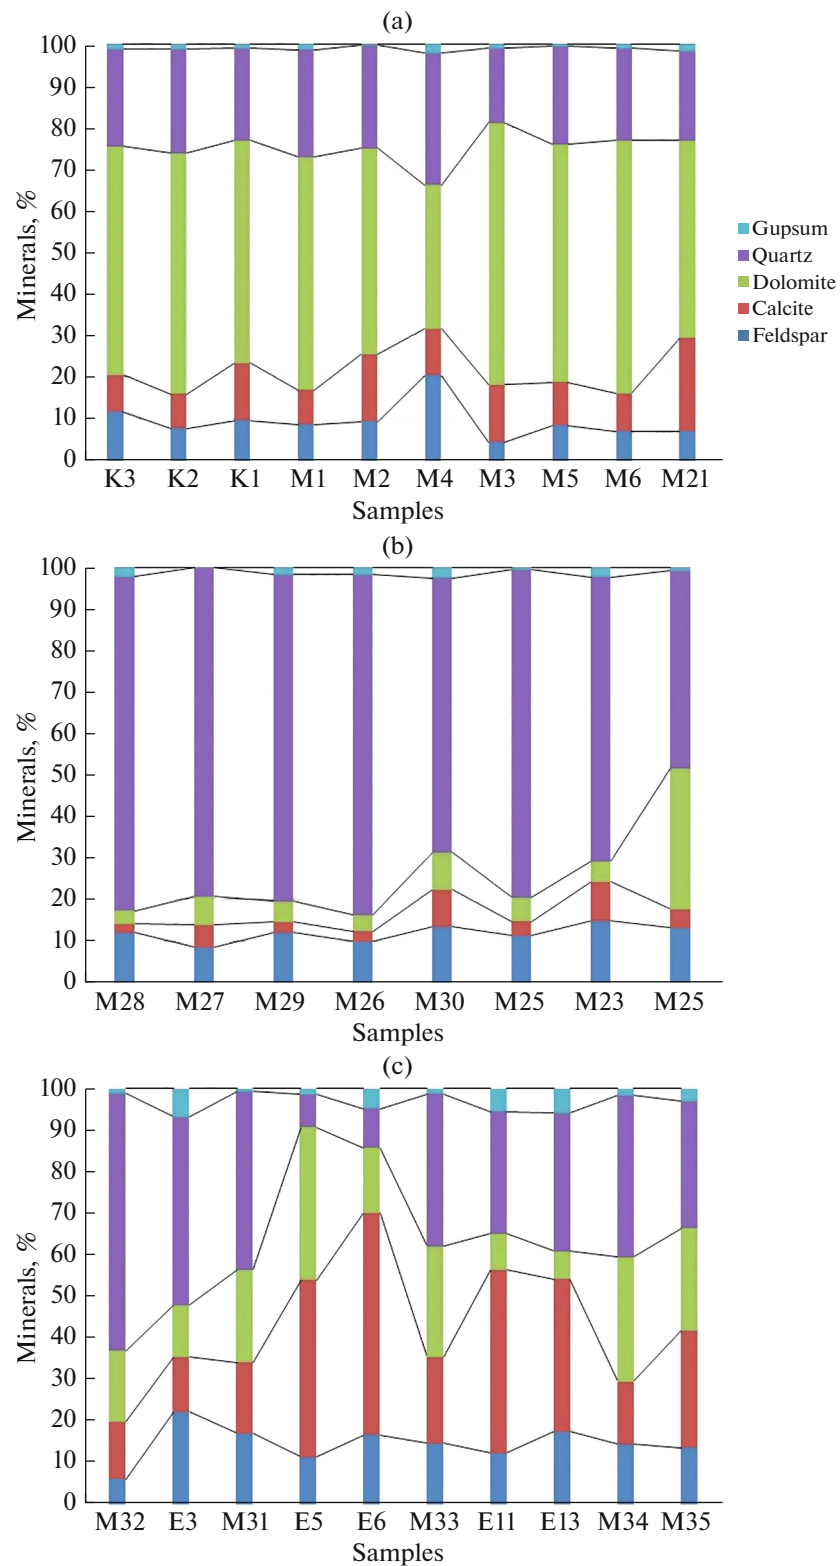 (a)
100
90
80
70
60
50
40
30
20
10
0
Minerals, %
K3 K2 K1 M1 M2 M4 M3 M5 M6 M21
Samples
Gupsum
Quartz
Dolomite
Calcite
Feldspar
(b)
100
90
80
70
60
50
40
30
20
10
0
Minerals, %
M28 M27 M29 M26 M30 M25 M23 M25
Samples
(c)
100
90
80
70
60
50
40
30
20
10
0
Minerals, %
M32 E3 M31 E5 E6 M33 E11 E13 M34 M35
Samples